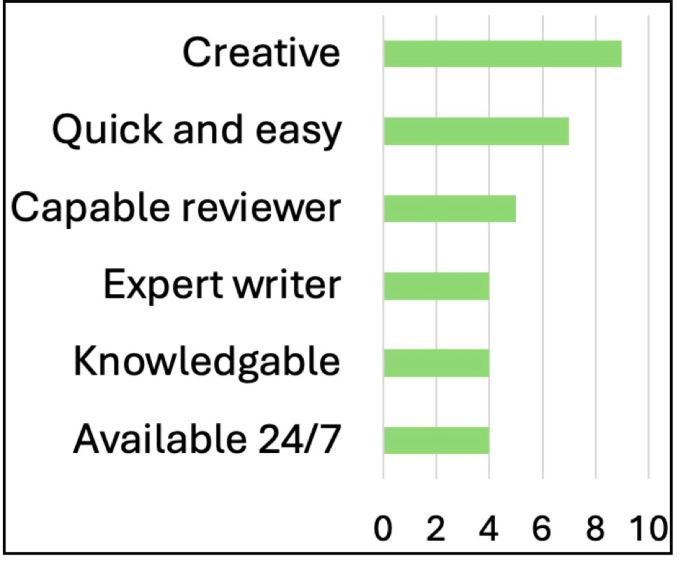 Creative
Quick and easy
Capable reviewer
Expert writer
Knowledgable
Available 24/7
0 2 4 6 8 10